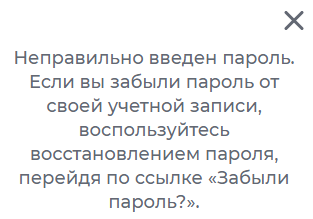 Неправильно введен пароль.
Если вы забыли пароль от
своей учетной записи,
воспользуйтесь
восстановлением пароля,
перейдя по ссылке «Забыли
пароль?».